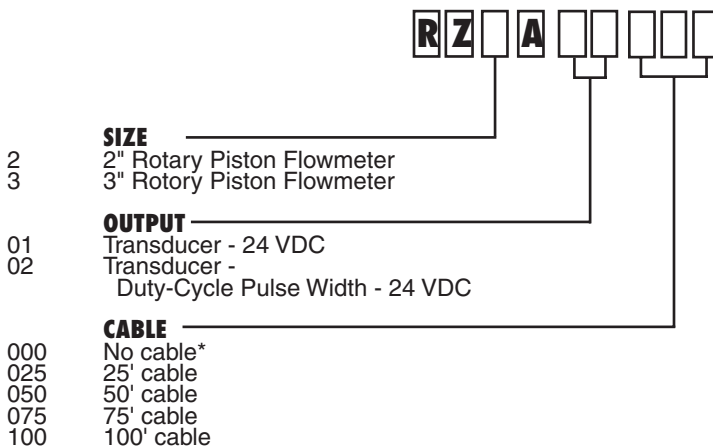 R Z A
SIZE
2 2" Rotary Piston Flowmeter
3 3" Rotory Piston Flowmeter
OUTPUT
01 Transducer - 24 VDC
02 Transducer -
Duty-Cycle Pulse Width - 24 VDC
CABLE
000 No cable*
025 25' cable
050 50' cable
075 75' cable
100 100' cable